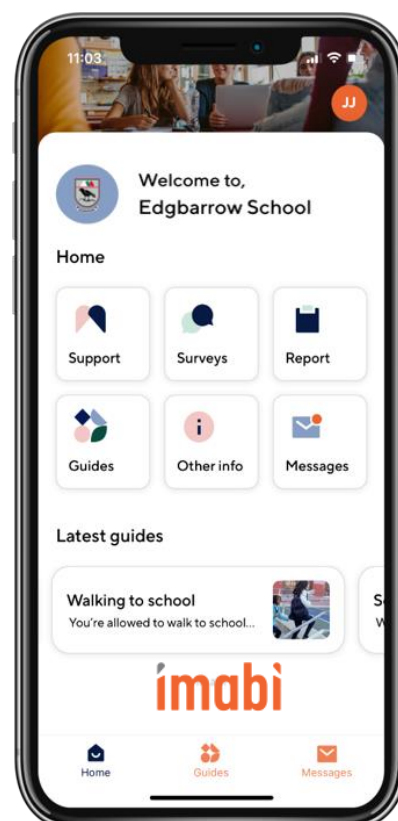 11:03
JJ
Welcome to,
Edgbarrow School
Home
Support
Surveys
Report
Guides
Other info
Messages
Latest guides
Walking to school
You're allowed to walk to school...
S
W
imabi
Home
Guides
Messages